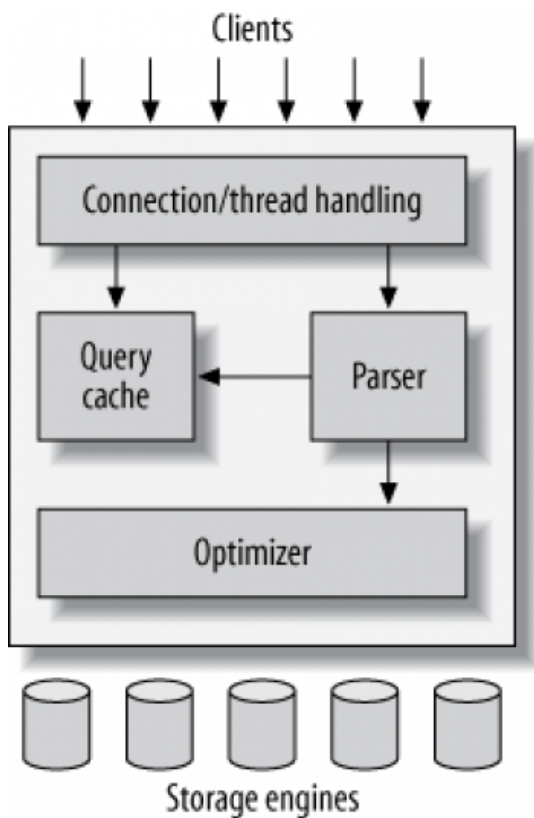 Clients
Connection/thread handling
Query
cache
Parser
Optimizer
Storage engines